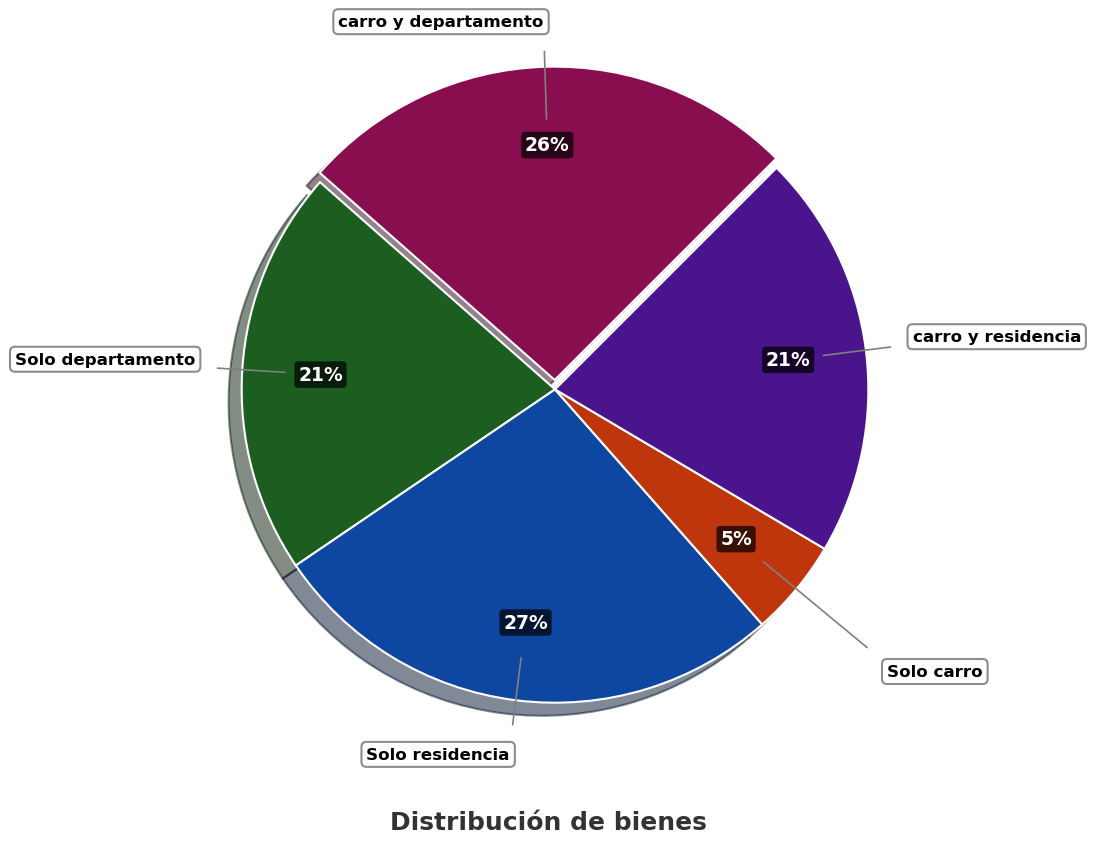 carro y departamento
26%
carro y residencia
21%
Solo departamento
21%
5%
27%
Solo carro
Solo residencia
Distribución de bienes